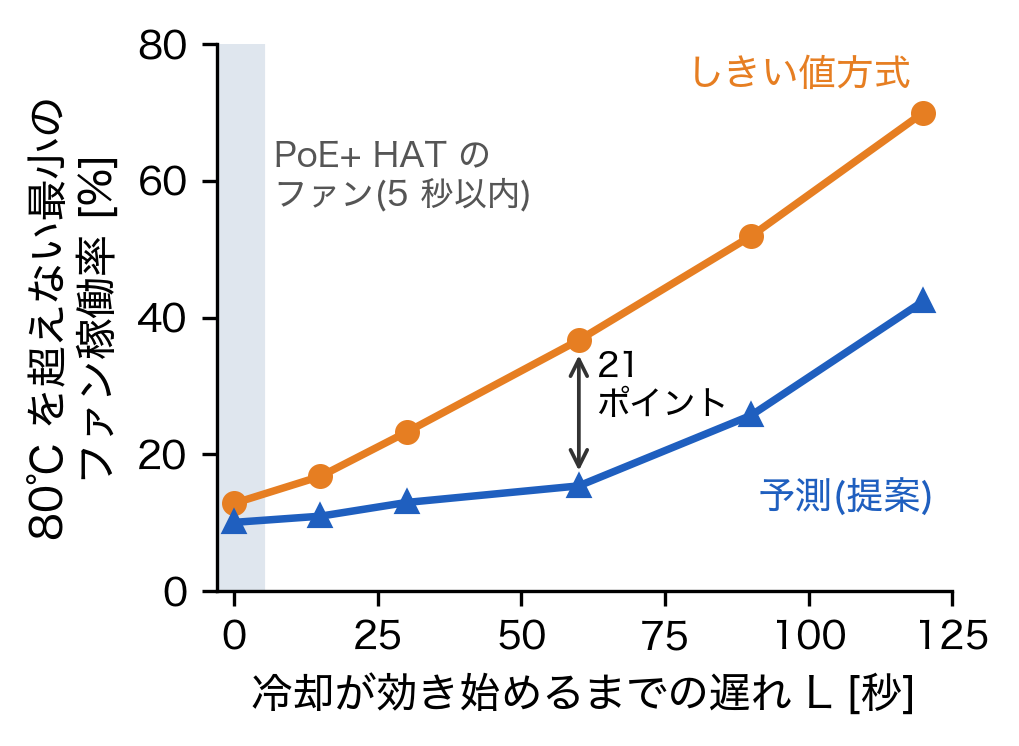 80℃ を超えない最小の
ファン稼働率 [%]
80
60
40
20
0
しきい値方式
PoE+ HAT の
ファン(5 秒以内)
21
ポイント
予測(提案)
0
25
50
75
100
125
冷却が効き始めるまでの遅れ L [秒]